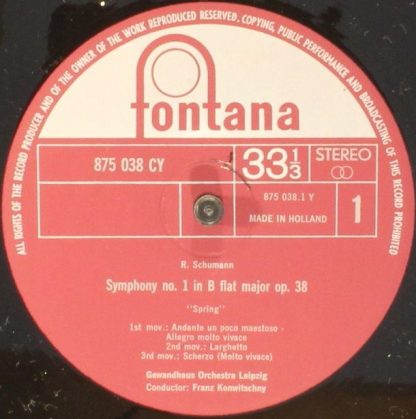 ALL RIGHTS OF THE RECORD PRODUCER AND OF THE OWNER OF THE WORK REPRODUCED RESERVED. COPYING, PUBLIC PERFORMANCE AND BROADCASTING OF THIS RECORD PROHIBITED
fontana
875 038 CY
33 1/3
STEREO
875 038.1 Y
MADE IN HOLLAND
1
R. Schumann
Symphony no. 1 in B flat major op. 38
"Spring"
1st mov.: Andante un poco maestoso -
Allegro molto vivace
2nd mov.: Larghetto
3rd mov.: Scherzo (Molto vivace)
Gewandhaus Orchestra Leipzig
Conductor: Franz Konwitschny